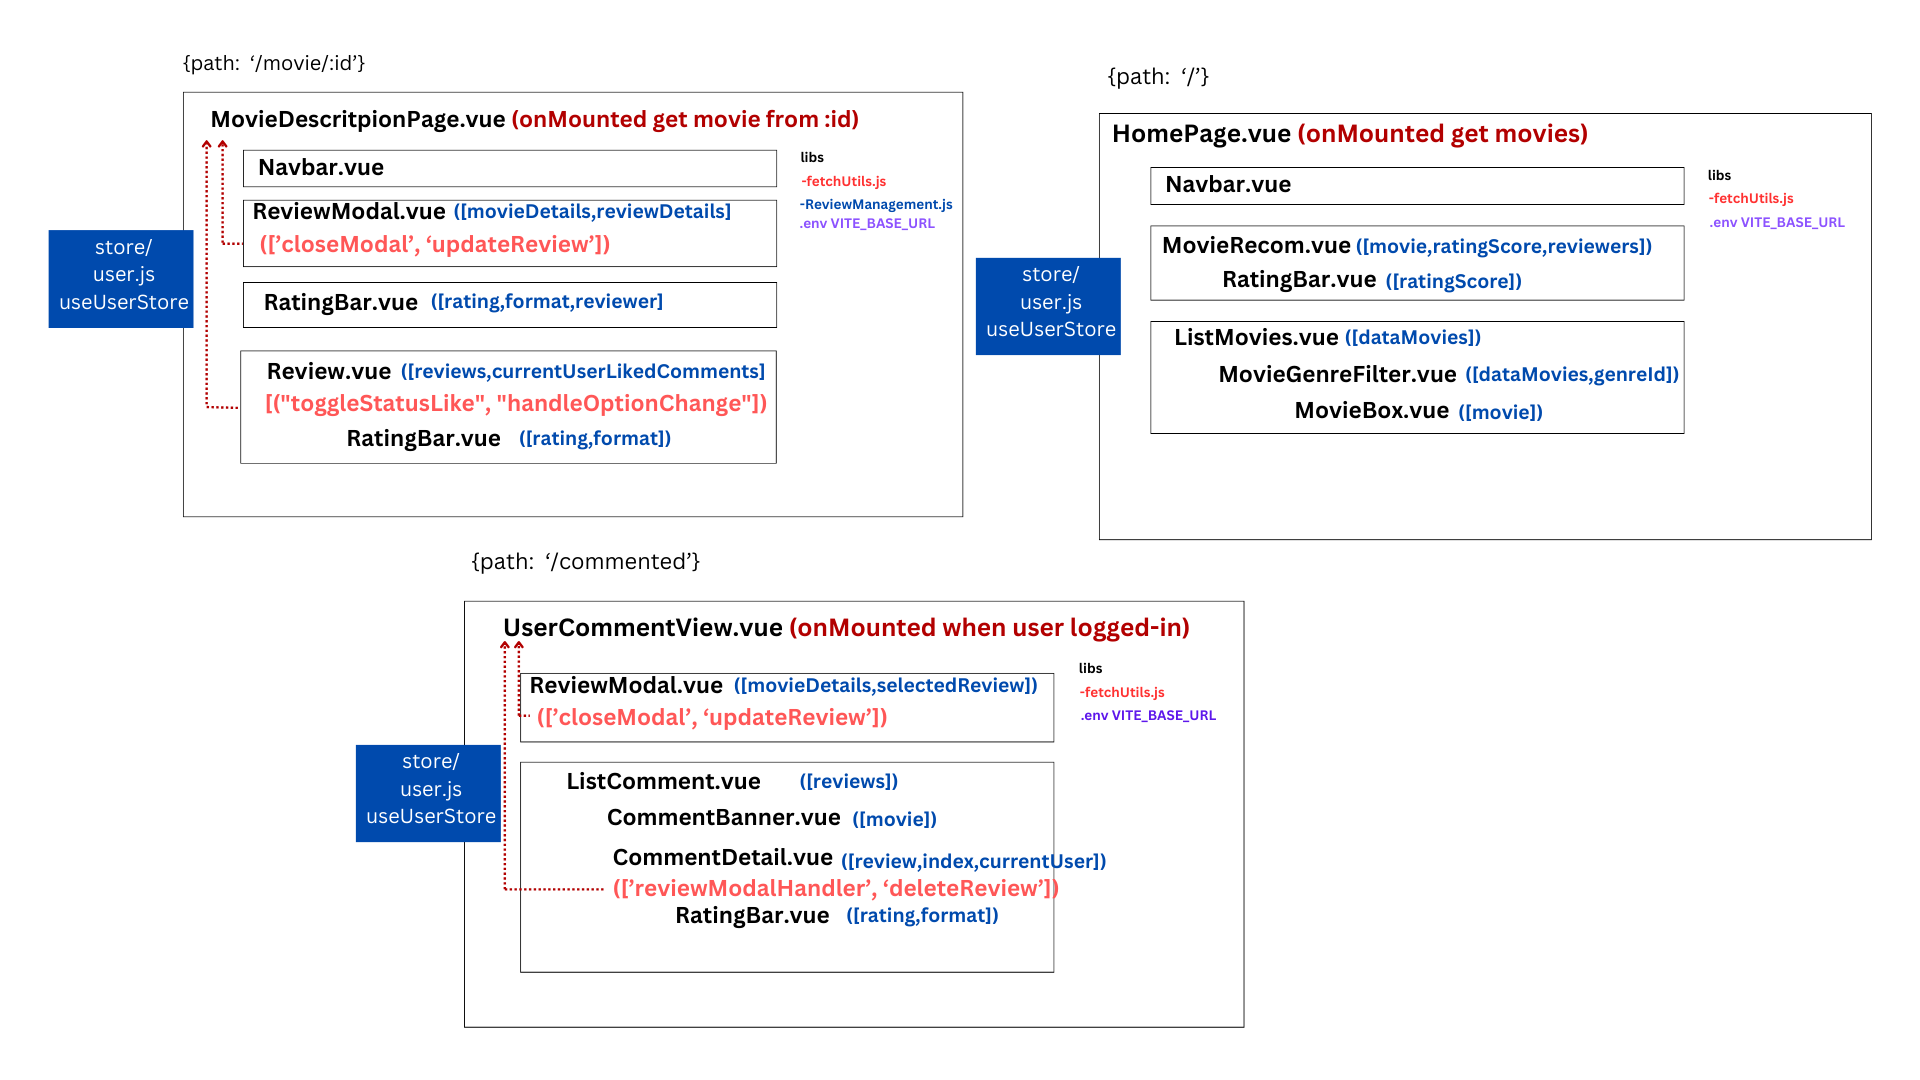 {path: ‘/movie/:id’}
MovieDescritpionPage.vue (onMounted get movie from :id)
Navbar.vue
ReviewModal.vue ([movieDetails,reviewDetails]
([’closeModal’, ‘updateReview’])
RatingBar.vue ([rating,format,reviewer]
Review.vue ([reviews,currentUserLikedComments]
[("toggleStatusLike", "handleOptionChange"])
RatingBar.vue ([rating,format])
libs
-fetchUtils.js
-ReviewManagement.js
.env VITE_BASE_URL
store/
user.js
useUserStore
{path: ‘/’}
HomePage.vue (onMounted get movies)
Navbar.vue
MovieRecom.vue ([movie,ratingScore,reviewers])
RatingBar.vue ([ratingScore])
ListMovies.vue ([dataMovies])
MovieGenreFilter.vue ([dataMovies,genreId])
MovieBox.vue ([movie])
libs
-fetchUtils.js
.env VITE_BASE_URL
store/
user.js
useUserStore
{path: ‘/commented’}
UserCommentView.vue (onMounted when user logged-in)
ReviewModal.vue ([movieDetails,selectedReview])
([’closeModal’, ‘updateReview’])
ListComment.vue ([reviews])
CommentBanner.vue ([movie])
CommentDetail.vue ([review,index,currentUser])
([’reviewModalHandler’, ‘deleteReview’])
RatingBar.vue ([rating,format])
libs
-fetchUtils.js
.env VITE_BASE_URL
store/
user.js
useUserStore